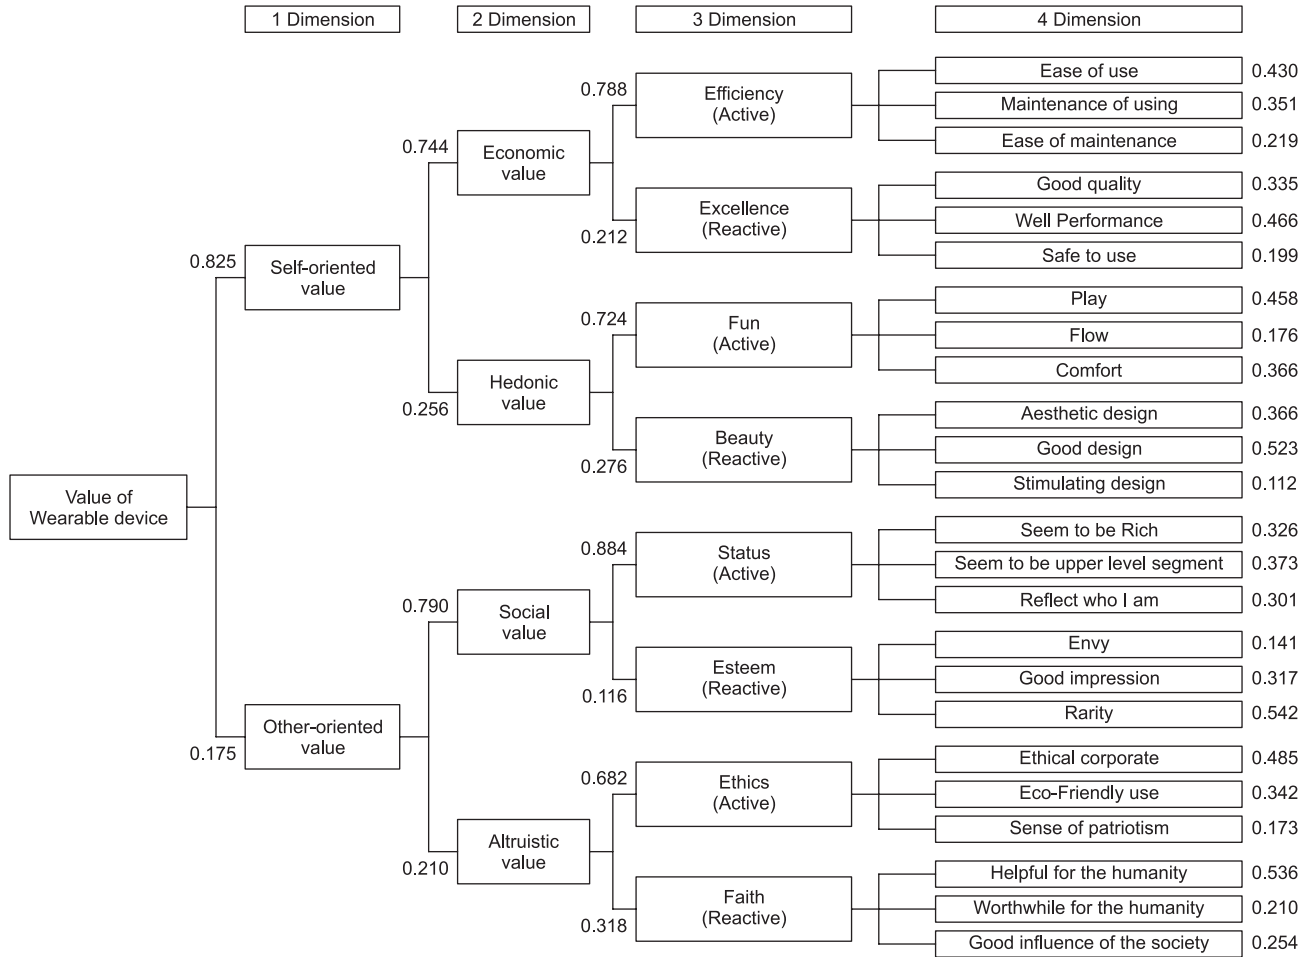 1 Dimension
2 Dimension
3 Dimension
4 Dimension
Value of
Wearable device
0.825
Self-oriented
value
0.175
Other-oriented
value
0.744
Economic
value
0.256
Hedonic
value
0.790
Social
value
0.210
Altruistic
value
0.788
Efficiency
(Active)
0.212
Excellence
(Reactive)
0.724
Fun
(Active)
0.276
Beauty
(Reactive)
0.884
Status
(Active)
0.116
Esteem
(Reactive)
0.682
Ethics
(Active)
0.318
Faith
(Reactive)
Ease of use 0.430
Maintenance of using 0.351
Ease of maintenance 0.219
Good quality 0.335
Well Performance 0.466
Safe to use 0.199
Play 0.458
Flow 0.176
Comfort 0.366
Aesthetic design 0.366
Good design 0.523
Stimulating design 0.112
Seem to be Rich 0.326
Seem to be upper level segment 0.373
Reflect who I am 0.301
Envy 0.141
Good impression 0.317
Rarity 0.542
Ethical corporate 0.485
Eco-Friendly use 0.342
Sense of patriotism 0.173
Helpful for the humanity 0.536
Worthwhile for the humanity 0.210
Good influence of the society 0.254